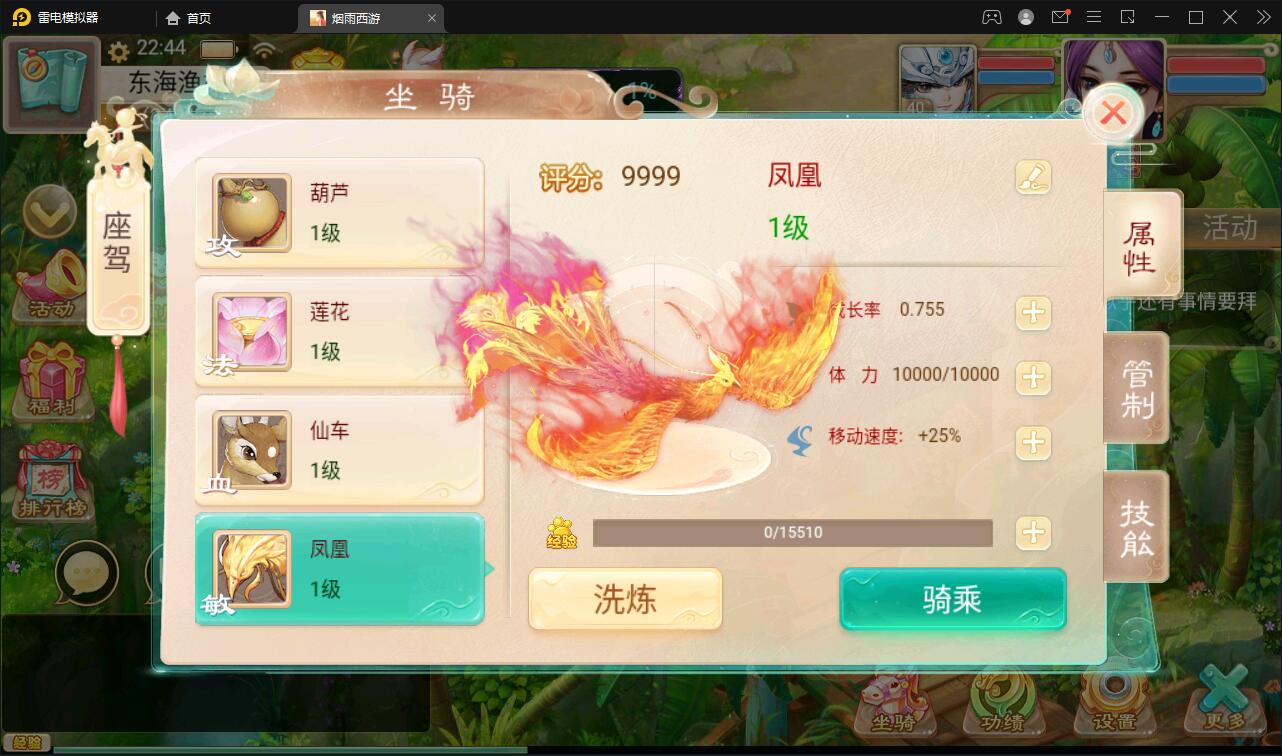 雷电模拟器
首页
烟雨西游
22:44
东海渔
1%
40
坐骑
座驾
葫芦
1级
攻
莲花
1级
法
仙车
1级
血
凤凰
1级
敏
评分: 9999
凤凰
1级
成长率 0.755
体 力 10000/10000
移动速度: +25%
经验
0/15510
洗炼
骑乘
属性
管制
技能
活动
还有事情要拜
活动
福利
榜
排行榜
坐骑
功绩
设置
更多
经验